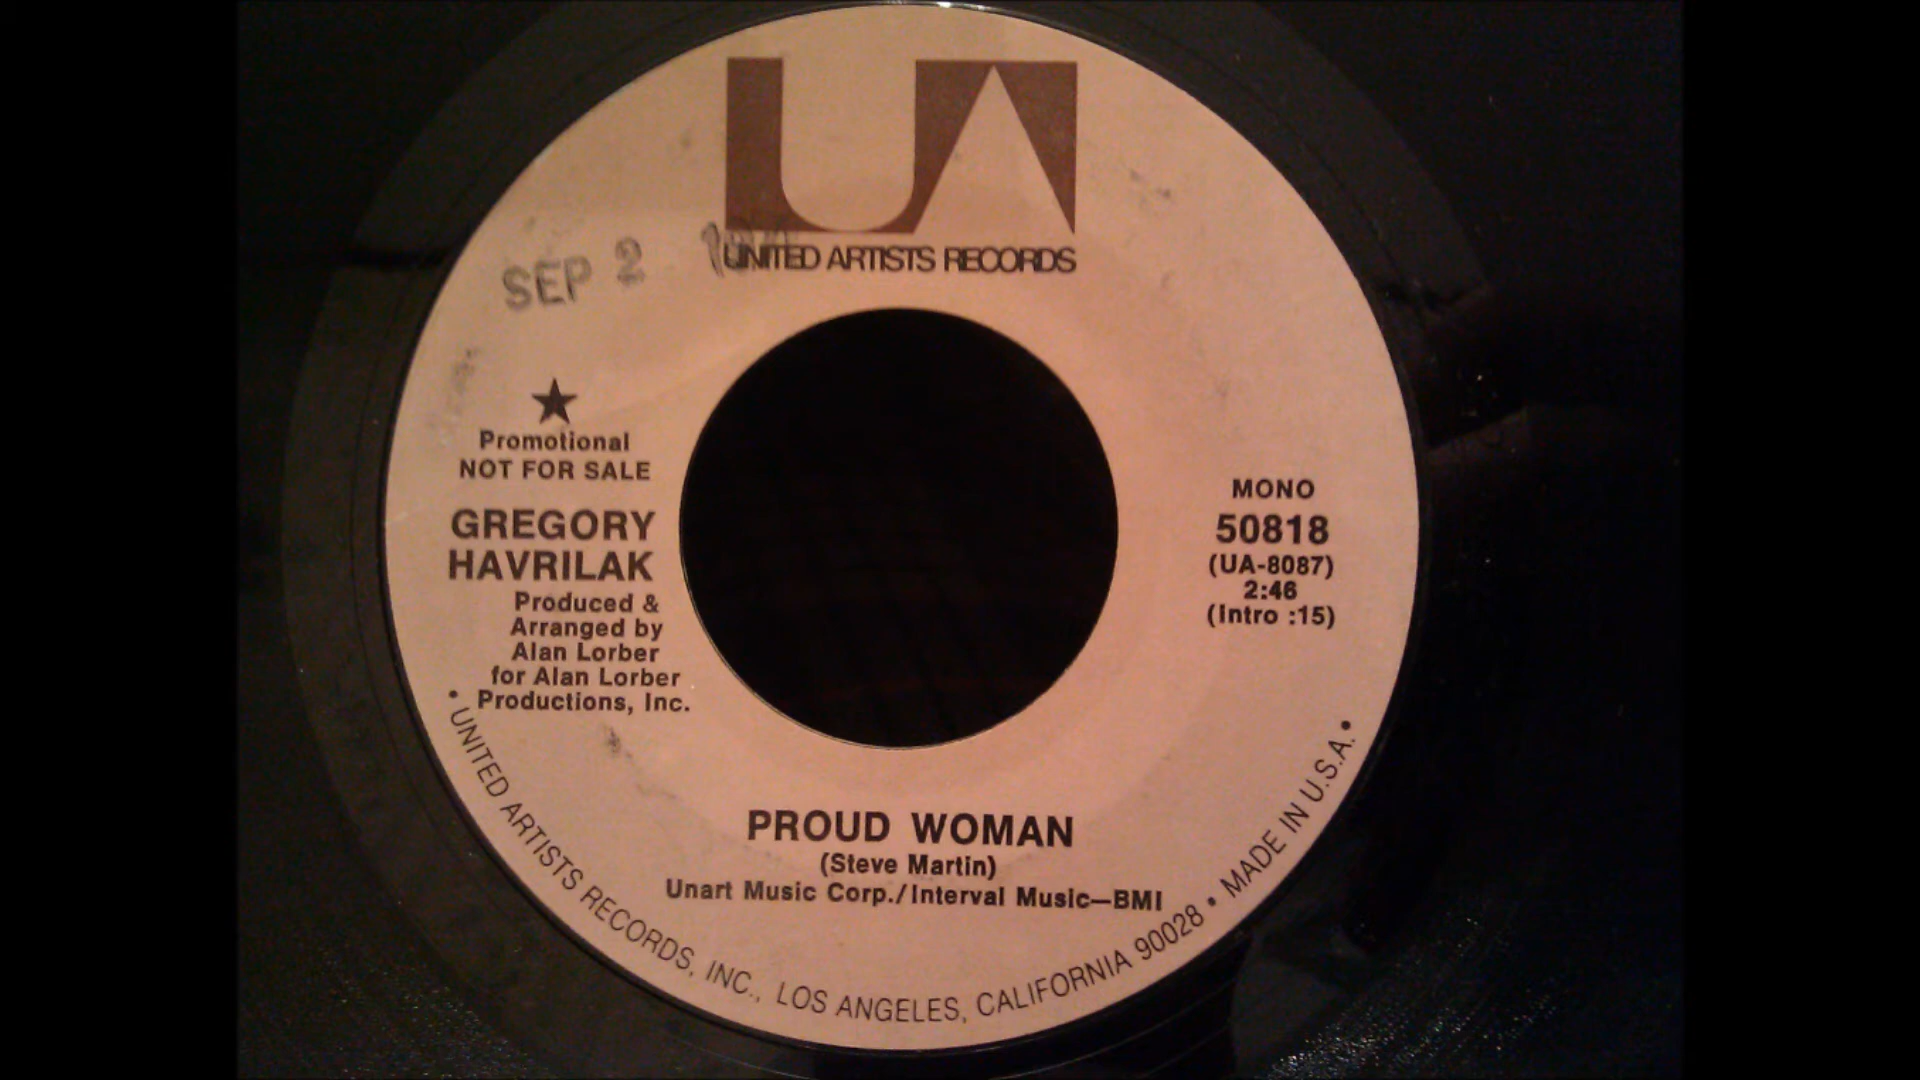 UA
UNITED ARTISTS RECORDS
SEP 2
★
Promotional
NOT FOR SALE
GREGORY
HAVRILAK
Produced &
Arranged by
Alan Lorber
for Alan Lorber
Productions, Inc.
MONO
50818
(UA-8087)
2:46
(Intro :15)
PROUD WOMAN
(Steve Martin)
Unart Music Corp./Interval Music—BMI
• UNITED ARTISTS RECORDS, INC., LOS ANGELES, CALIFORNIA 90028 • MADE IN U.S.A. •